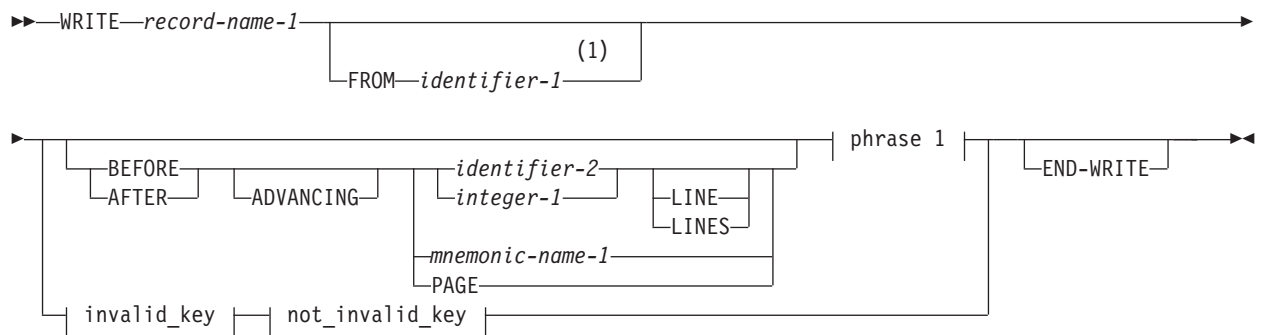 WRITE record-name-1
(1)
FROM identifier-1
phrase 1
BEFORE identifier-2 END-WRITE
AFTER ADVANCING integer-1 LINE
LINES
mnemonic-name-1
PAGE
invalid_key not_invalid_key